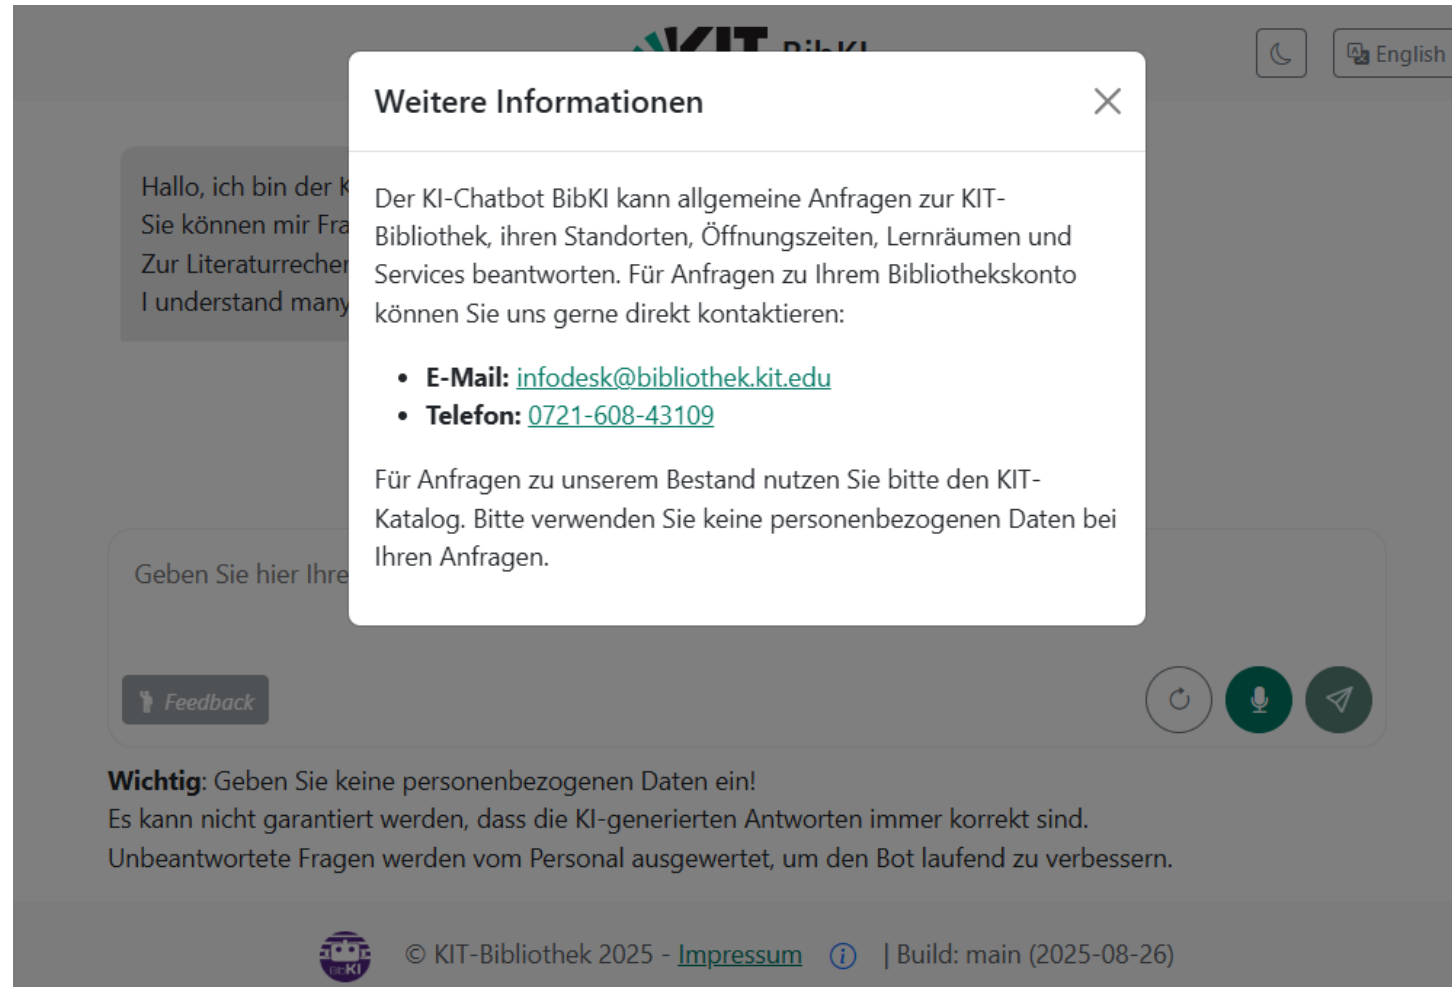 KIT BibKI
English
Weitere Informationen
Hallo, ich bin der
Sie können mir
Zur
I understand many
Der KI-Chatbot BibKI kann allgemeine Anfragen zur KIT-
Bibliothek, ihren Standorten, Öffnungszeiten, Lernräumen und
Services beantworten. Für Anfragen zu Ihrem Bibliothekskonto
können Sie uns gerne direkt kontaktieren:
• E-Mail: infodesk@bibliothek.kit.edu
• Telefon: 0721-608-43109
Für Anfragen zu unserem Bestand nutzen Sie bitte den KIT-
Katalog. Bitte verwenden Sie keine personenbezogenen Daten bei
Ihren Anfragen.
Geben Sie hier Ihre
Feedback
Wichtig: Geben Sie keine personenbezogenen Daten ein!
Es kann nicht garantiert werden, dass die KI-generierten Antworten immer korrekt sind.
Unbeantwortete Fragen werden vom Personal ausgewertet, um den Bot laufend zu verbessern.
BibKI
© KIT-Bibliothek 2025 - Impressum | Build: main (2025-08-26)